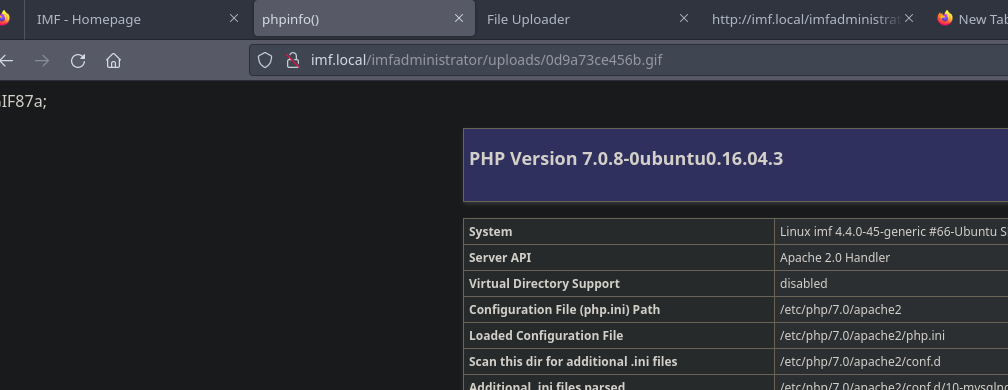 IMF - Homepage
phpinfo()
File Uploader
http://imf.local/imfadministrat
New Tab
imf.local/imfadministrator/uploads/0d9a73ce456b.gif
GIF87a;
PHP Version 7.0.8-0ubuntu0.16.04.3
System Linux imf 4.4.0-45-generic #66-Ubuntu S
Server API Apache 2.0 Handler
Virtual Directory Support disabled
Configuration File (php.ini) Path /etc/php/7.0/apache2
Loaded Configuration File /etc/php/7.0/apache2/php.ini
Scan this dir for additional .ini files /etc/php/7.0/apache2/conf.d
Additional .ini files parsed /etc/php/7.0/apache2/conf.d/10-mysqlnd